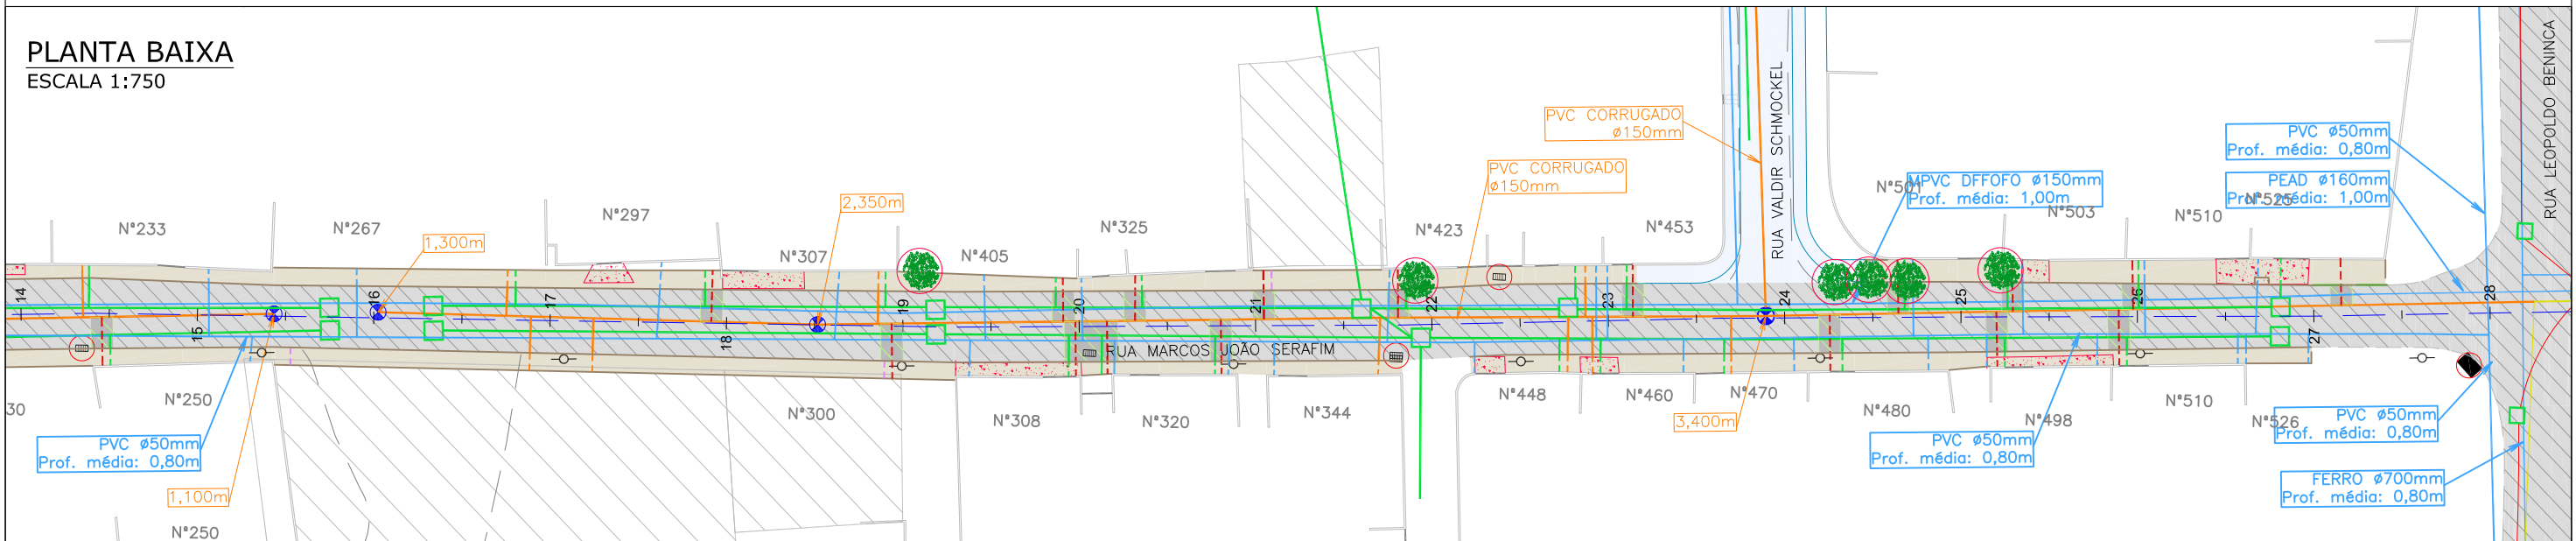 PLANTA BAIXA
ESCALA 1:750
N°233
N°267
N°297
N°307
N°405
N°325
N°423
N°453
N°501
N°503
N°510
N°525
1,300m
2,350m
PVC CORRUGADO
ø150mm
PVC CORRUGADO
ø150mm
RUA VALDIR SCHMOCKEL
MPVC DFFOFO ø150mm
Prof. média: 1,00m
PVC ø50mm
Prof. média: 0,80m
PEAD ø160mm
Prof. média: 1,00m
RUA LEOPOLDO BENINCA
14
15
16
17
18
19
20
21
22
23
24
25
26
27
28
RUA MARCOS JOÃO SERAFIM
30
N°250
N°300
N°308
N°320
N°344
N°448
N°460
N°470
N°480
N°498
N°510
N°526
PVC ø50mm
Prof. média: 0,80m
1,100m
N°250
3,400m
PVC ø50mm
Prof. média: 0,80m
PVC ø50mm
Prof. média: 0,80m
FERRO ø700mm
Prof. média: 0,80m